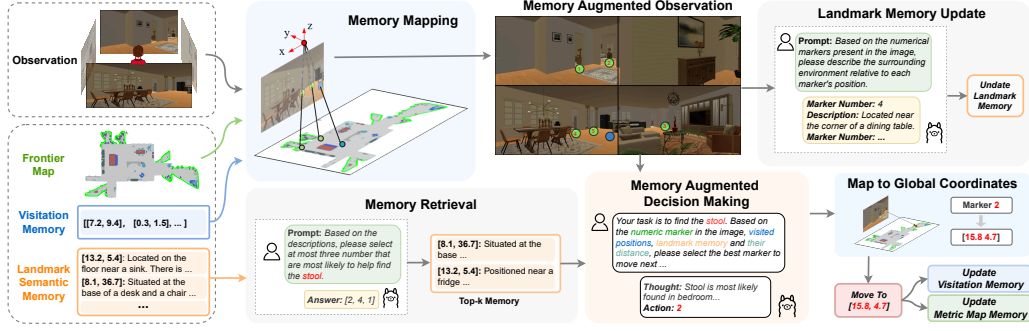 Observation
Frontier
Map
Visitation
Memory
[[7.2, 9.4], [0.3, 1.5], ... ]
Landmark
Semantic
Memory
[13.2, 5.4]: Located on the
floor near a sink. There is ...
[8.1, 36.7]: Situated at the
base of a desk and a chair ...
...
Memory Mapping
z
y
x
Memory Retrieval
Prompt: Based on the
descriptions, please select
at most three number that
are most likely to help find
the stool.
Answer: [2, 4, 1]
[8.1, 36.7]: Situated at the
base ...
[13.2, 5.4]: Positioned near a
fridge ...
Top-k Memory
Memory Augmented Observation
Memory Augmented
Decision Making
Your task is to find the stool. Based on
the numeric marker in the image, visited
positions, landmark memory and their
distance, please select the best marker to
move next ...
Thought: Stool is most likely
found in bedroom...
Action: 2
Landmark Memory Update
Prompt: Based on the numerical
markers present in the image,
please describe the surrounding
environment relative to each
marker's position.
Marker Number: 4
Description: Located near
the corner of a dining table.
Marker Number: ...
Update
Landmark
Memory
Map to Global Coordinates
Marker 2
[15.8 4.7]
Move To
[15.8, 4.7]
Update
Visitation Memory
Update
Metric Map Memory